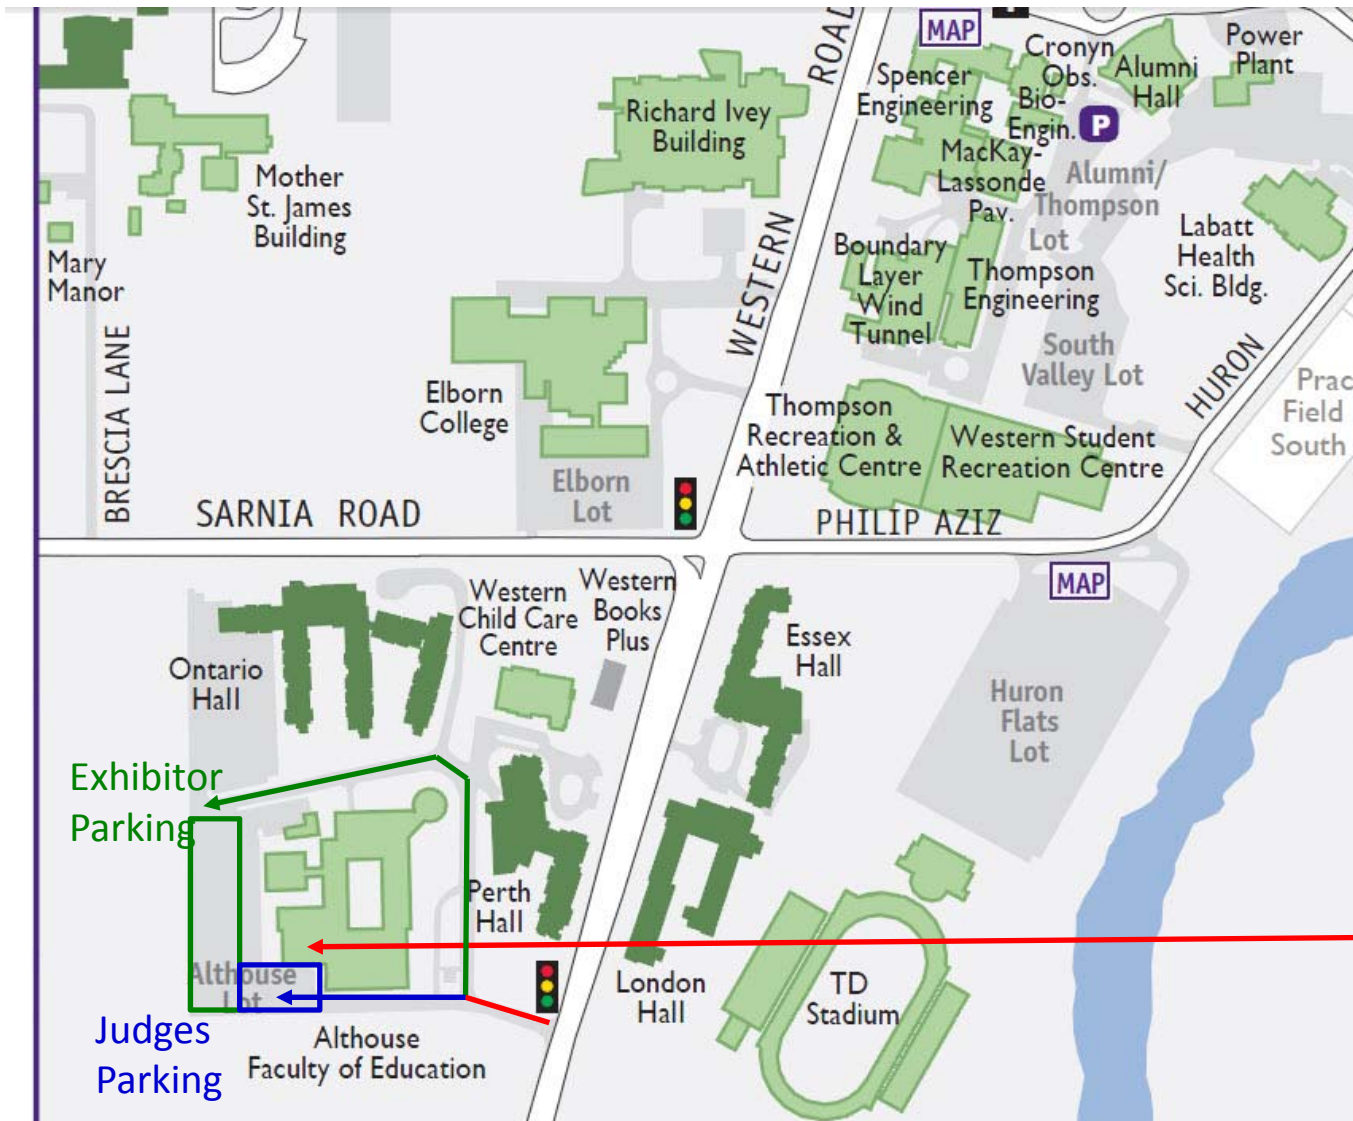 MAP
Cronyn
Obs.
Power
Plant
Alumni
Hall
Spencer
Engineering
Bio-
Engin.
P
ROAD
Richard Ivey
Building
MacKay-
Lassonde
Pav.
Alumni/
Thompson
Lot
Mother
St. James
Building
Mary
Manor
Labatt
Health
Sci. Bldg.
Boundary
Layer
Wind
Tunnel
Thompson
Engineering
WESTERN
South
Valley Lot
HURON
Prac
Field
South
BRESCIA LANE
Elborn
College
Elborn
Lot
Thompson
Recreation &
Athletic Centre
Western Student
Recreation Centre
SARNIA ROAD
PHILIP AZIZ
MAP
Western
Child Care
Centre
Western
Books
Plus
Essex
Hall
Ontario
Hall
Huron
Flats
Lot
Exhibitor
Parking
Perth
Hall
Althouse
Lot
London
Hall
TD
Stadium
Judges
Parking
Althouse
Faculty of Education